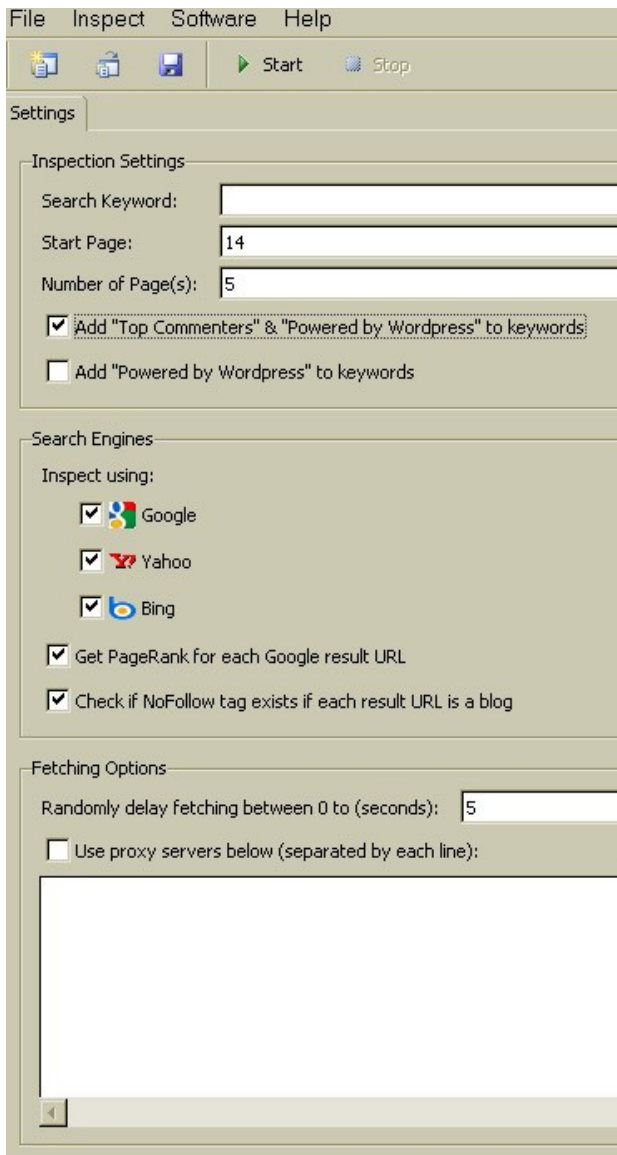 File Inspect Software Help
Start Stop
Settings
Inspection Settings
Search Keyword:
Start Page: 14
Number of Page(s): 5
Add "Top Commenters" & "Powered by Wordpress" to keywords
Add "Powered by Wordpress" to keywords
Search Engines
Inspect using:
Google
Yahoo
Bing
Get PageRank for each Google result URL
Check if NoFollow tag exists if each result URL is a blog
Fetching Options
Randomly delay fetching between 0 to (seconds): 5
Use proxy servers below (separated by each line):